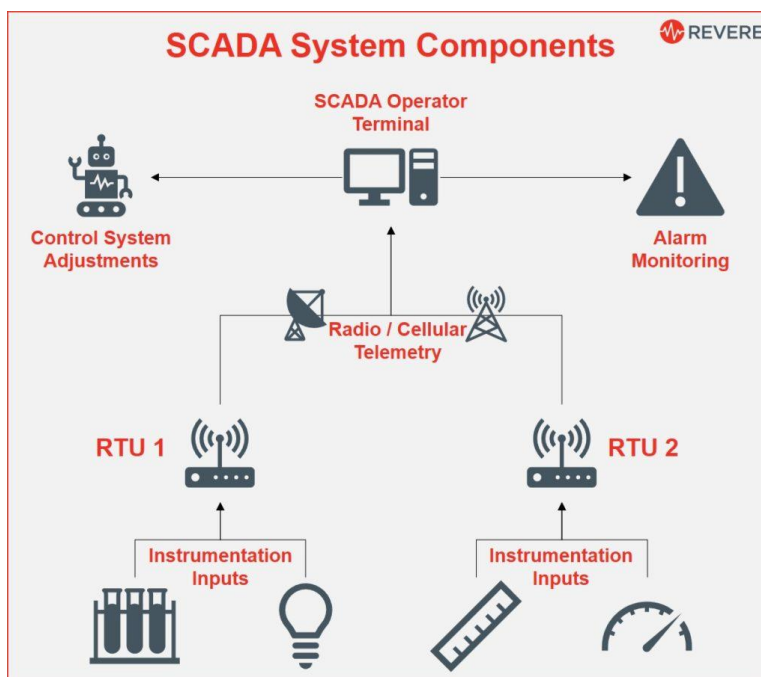 SCADA System Components
REVERE
SCADA Operator
Terminal
Control System
Adjustments
Alarm
Monitoring
Radio / Cellular
Telemetry
RTU 1
RTU 2
Instrumentation
Inputs
Instrumentation
Inputs